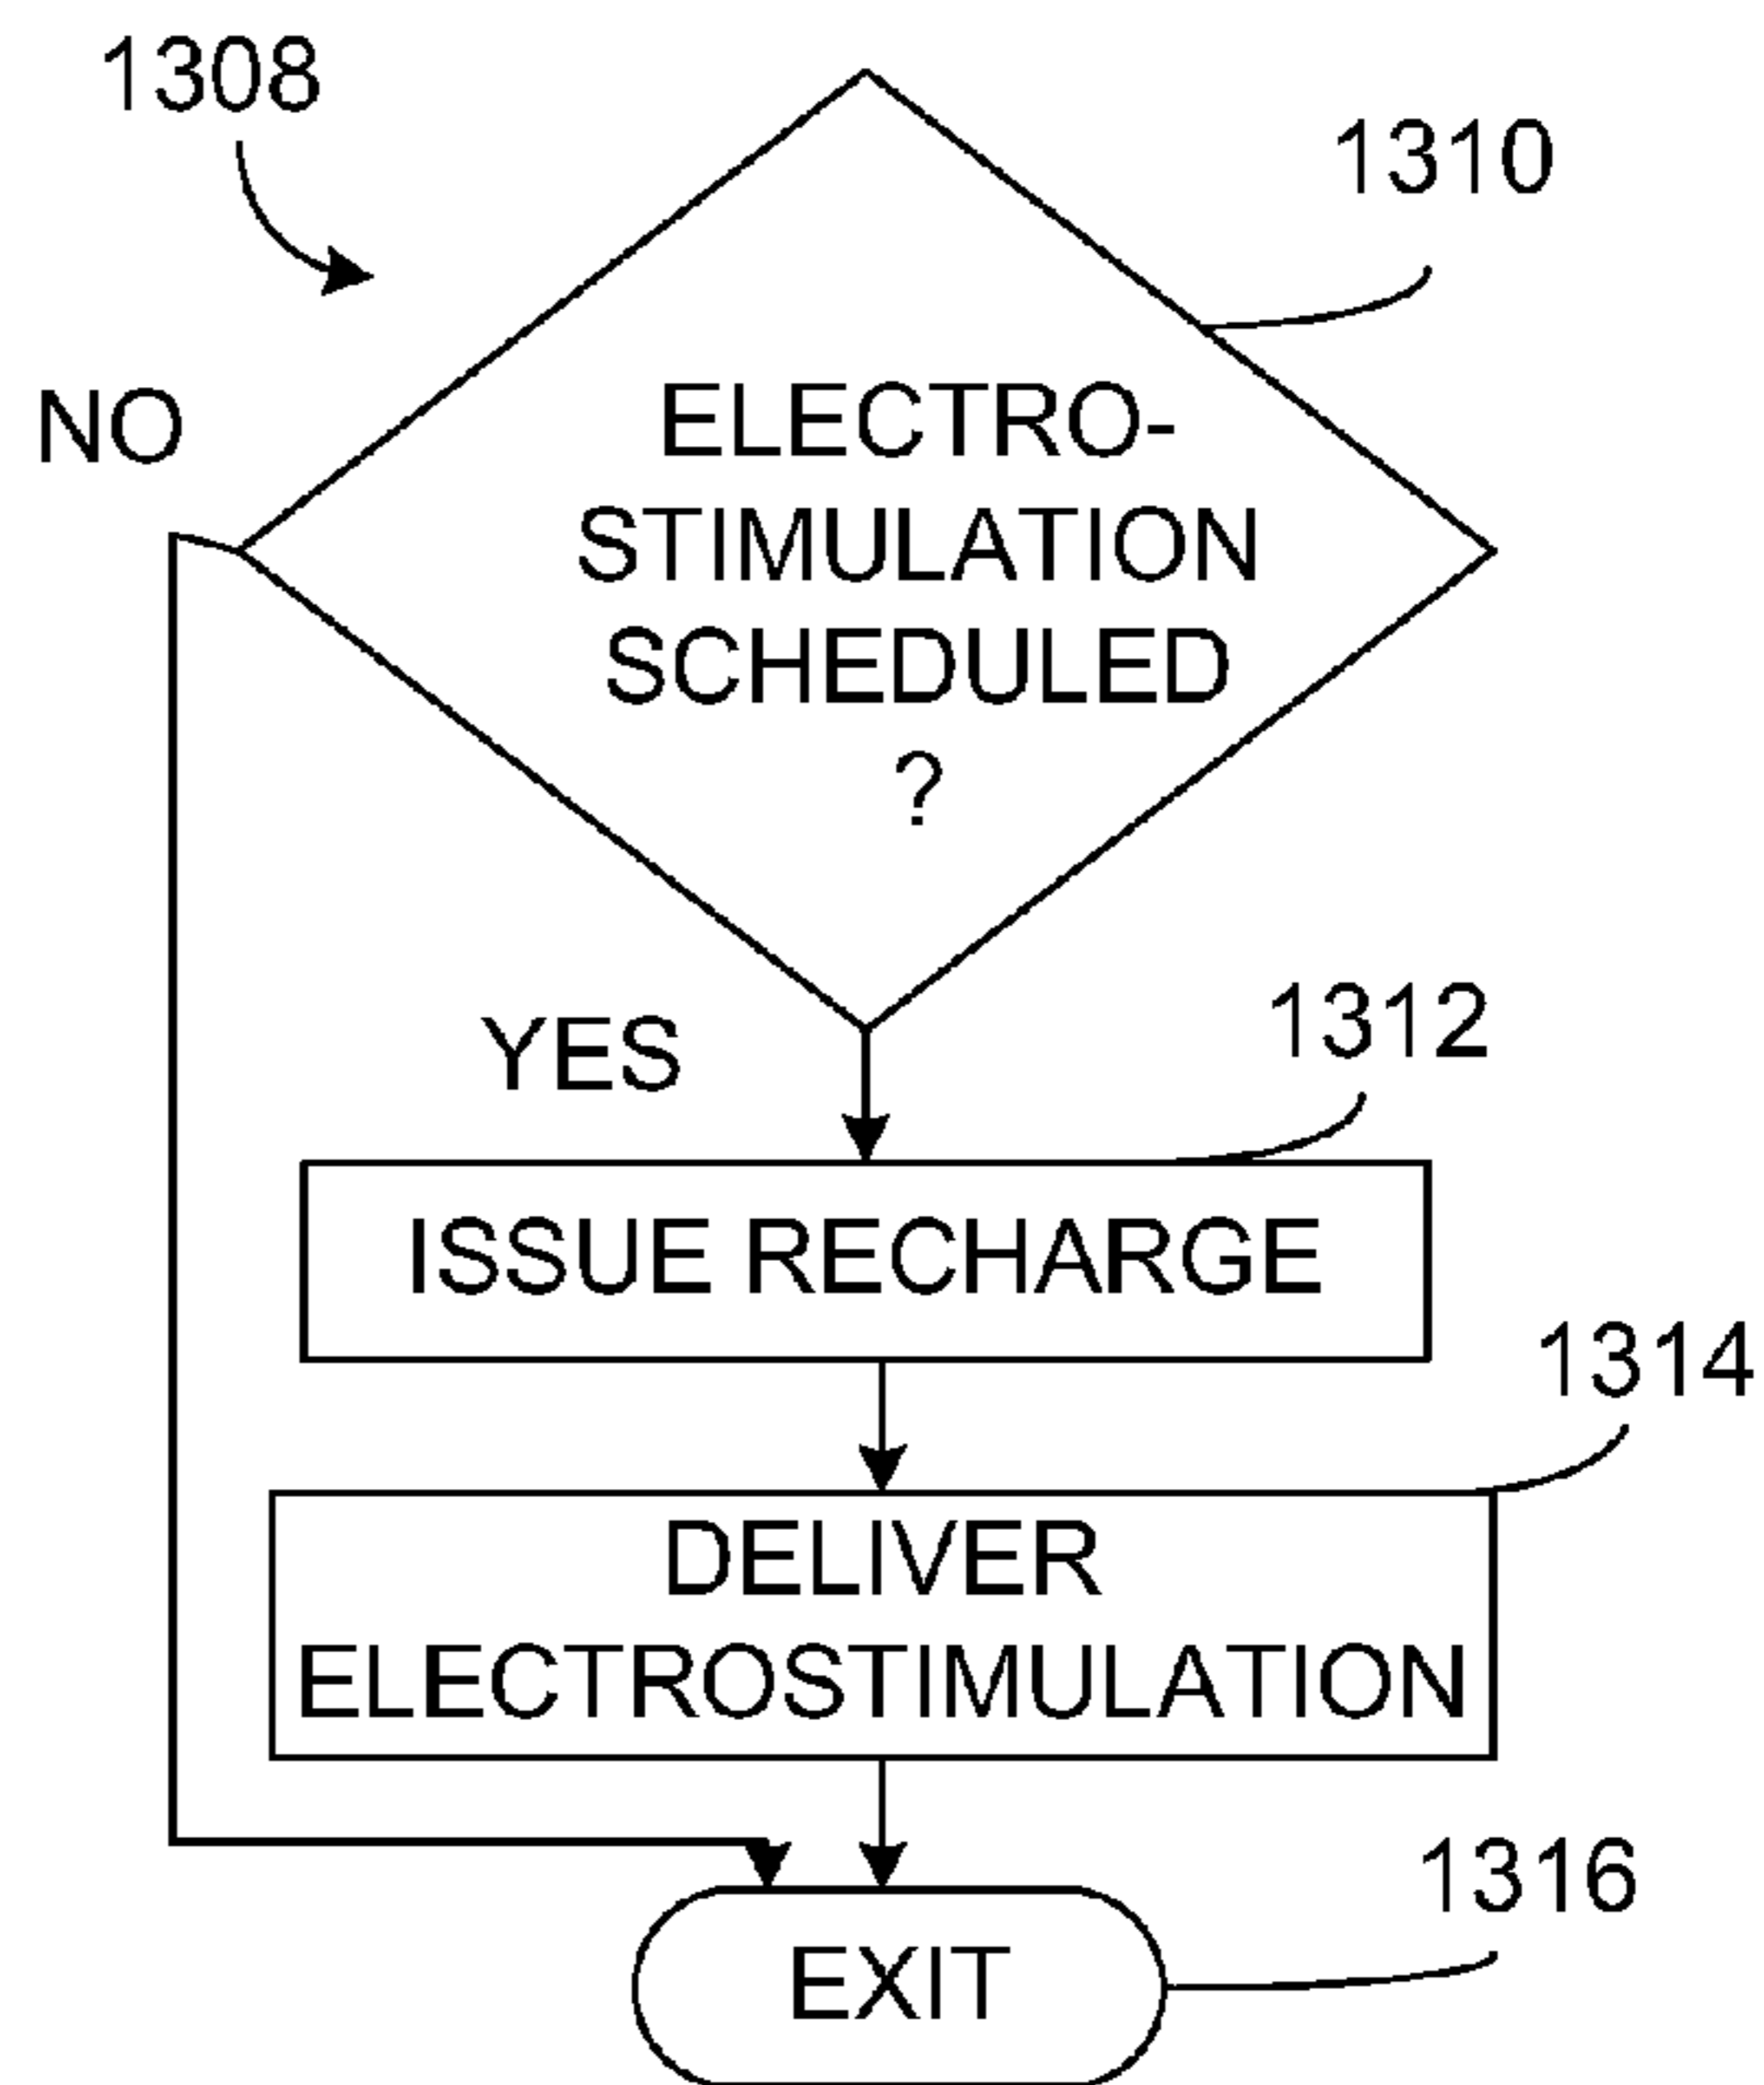 1308
1310
NO
ELECTRO-
STIMULATION
SCHEDULED
?
YES
1312
ISSUE RECHARGE
1314
DELIVER
ELECTROSTIMULATION
1316
EXIT